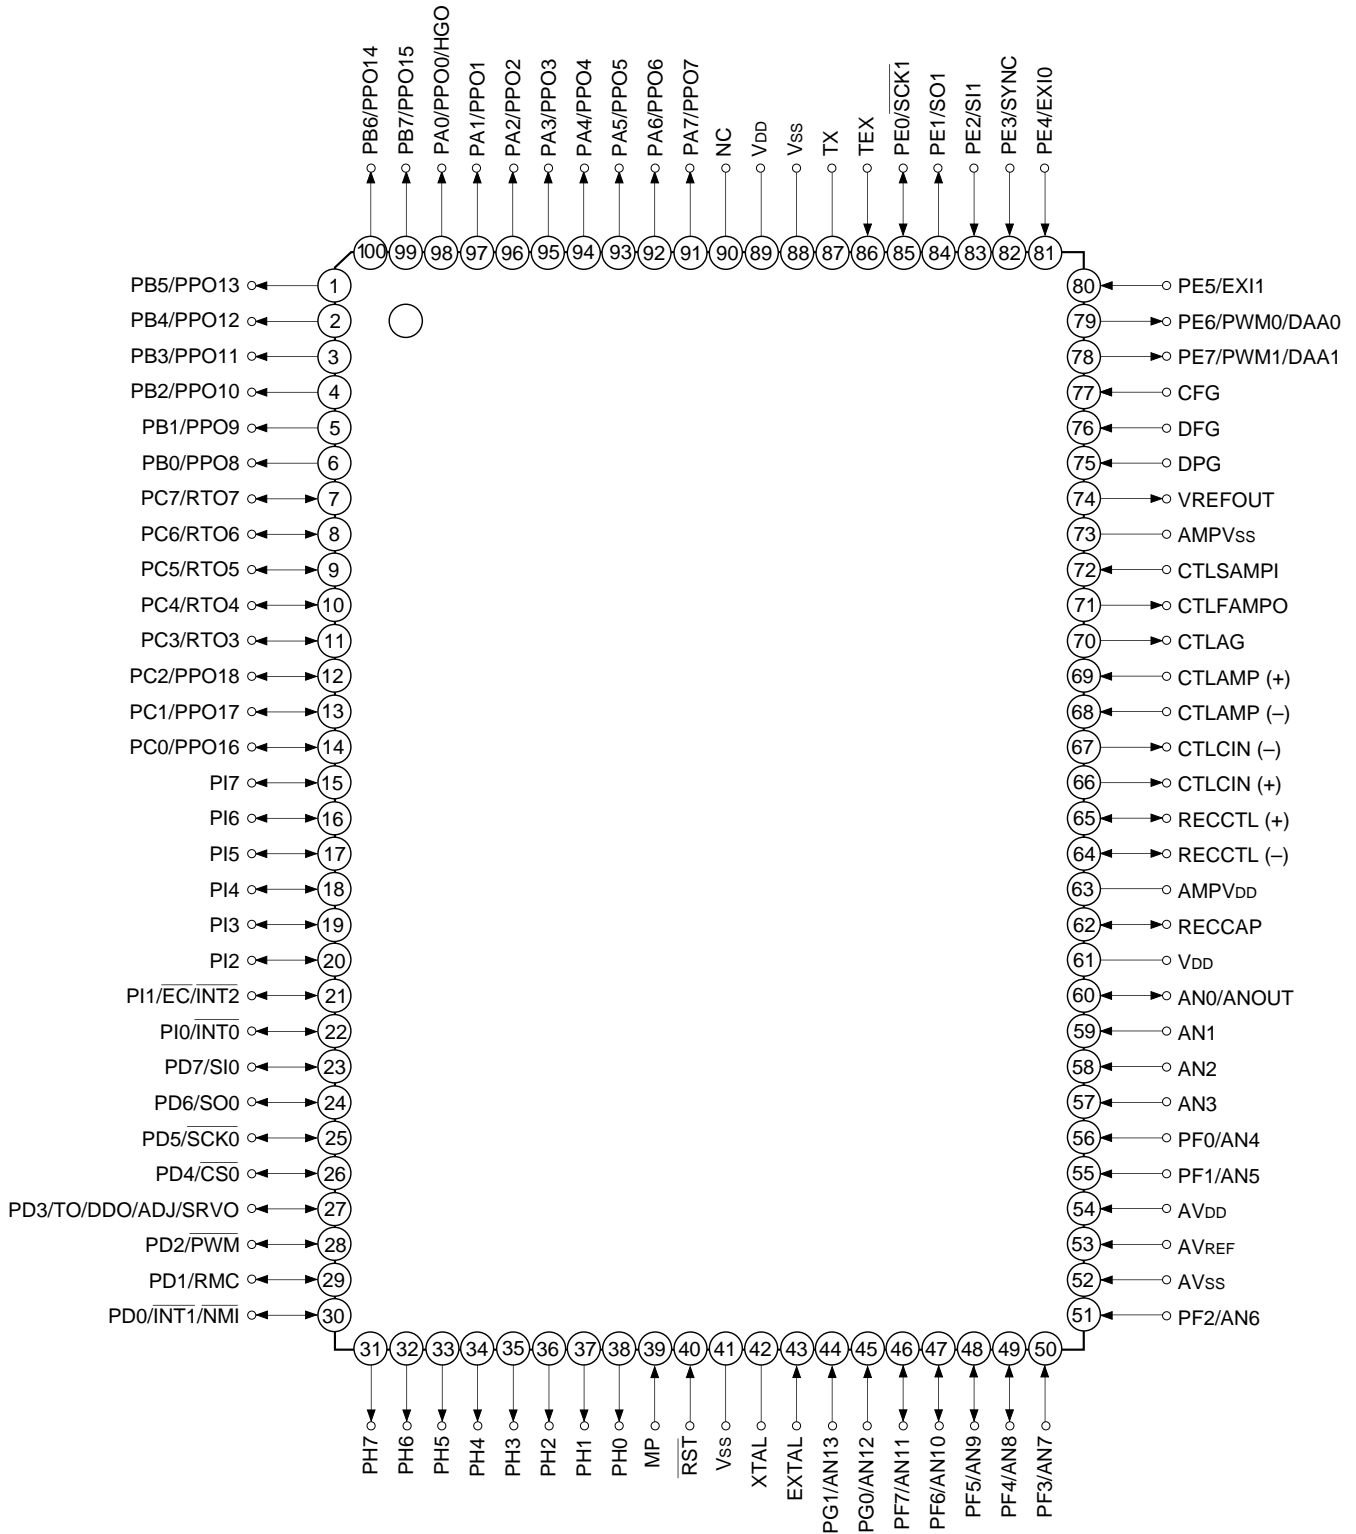 PB6/PPO14
PB7/PPO15
PA0/PPO0/HGO
PA1/PPO1
PA2/PPO2
PA3/PPO3
PA4/PPO4
PA5/PPO5
PA6/PPO6
PA7/PPO7
NC
VDD
VSS
TX
TEX
PE0/SCK1
PE1/SO1
PE2/SI1
PE3/SYNC
PE4/EXI0
100 99 98 97 96 95 94 93 92 91 90 89 88 87 86 85 84 83 82 81
PB5/PPO13 1 80 PE5/EXI1
PB4/PPO12 2 79 PE6/PWM0/DAA0
PB3/PPO11 3 78 PE7/PWM1/DAA1
PB2/PPO10 4 77 CFG
PB1/PPO9 5 76 DFG
PB0/PPO8 6 75 DPG
PC7/RTO7 7 74 VREFOUT
PC6/RTO6 8 73 AMPVSS
PC5/RTO5 9 72 CTLSAMPI
PC4/RTO4 10 71 CTLFAMPO
PC3/RTO3 11 70 CTLAG
PC2/PPO18 12 69 CTLAMP (+)
PC1/PPO17 13 68 CTLAMP (–)
PC0/PPO16 14 67 CTLCIN (–)
PI7 15 66 CTLCIN (+)
PI6 16 65 RECCTL (+)
PI5 17 64 RECCTL (–)
PI4 18 63 AMPVDD
PI3 19 62 RECCAP
PI2 20 61 VDD
PI1/EC/INT2 21 60 AN0/ANOUT
PI0/INT0 22 59 AN1
PD7/SI0 23 58 AN2
PD6/SO0 24 57 AN3
PD5/SCK0 25 56 PF0/AN4
PD4/CS0 26 55 PF1/AN5
PD3/TO/DDO/ADJ/SRVO 27 54 AVDD
PD2/PWM 28 53 AVREF
PD1/RMC 29 52 AVSS
PD0/INT1/NMI 30 51 PF2/AN6
31 32 33 34 35 36 37 38 39 40 41 42 43 44 45 46 47 48 49 50
PH7
PH6
PH5
PH4
PH3
PH2
PH1
PH0
MP
RST
VSS
XTAL
EXTAL
PG1/AN13
PG0/AN12
PF7/AN11
PF6/AN10
PF5/AN9
PF4/AN8
PF3/AN7